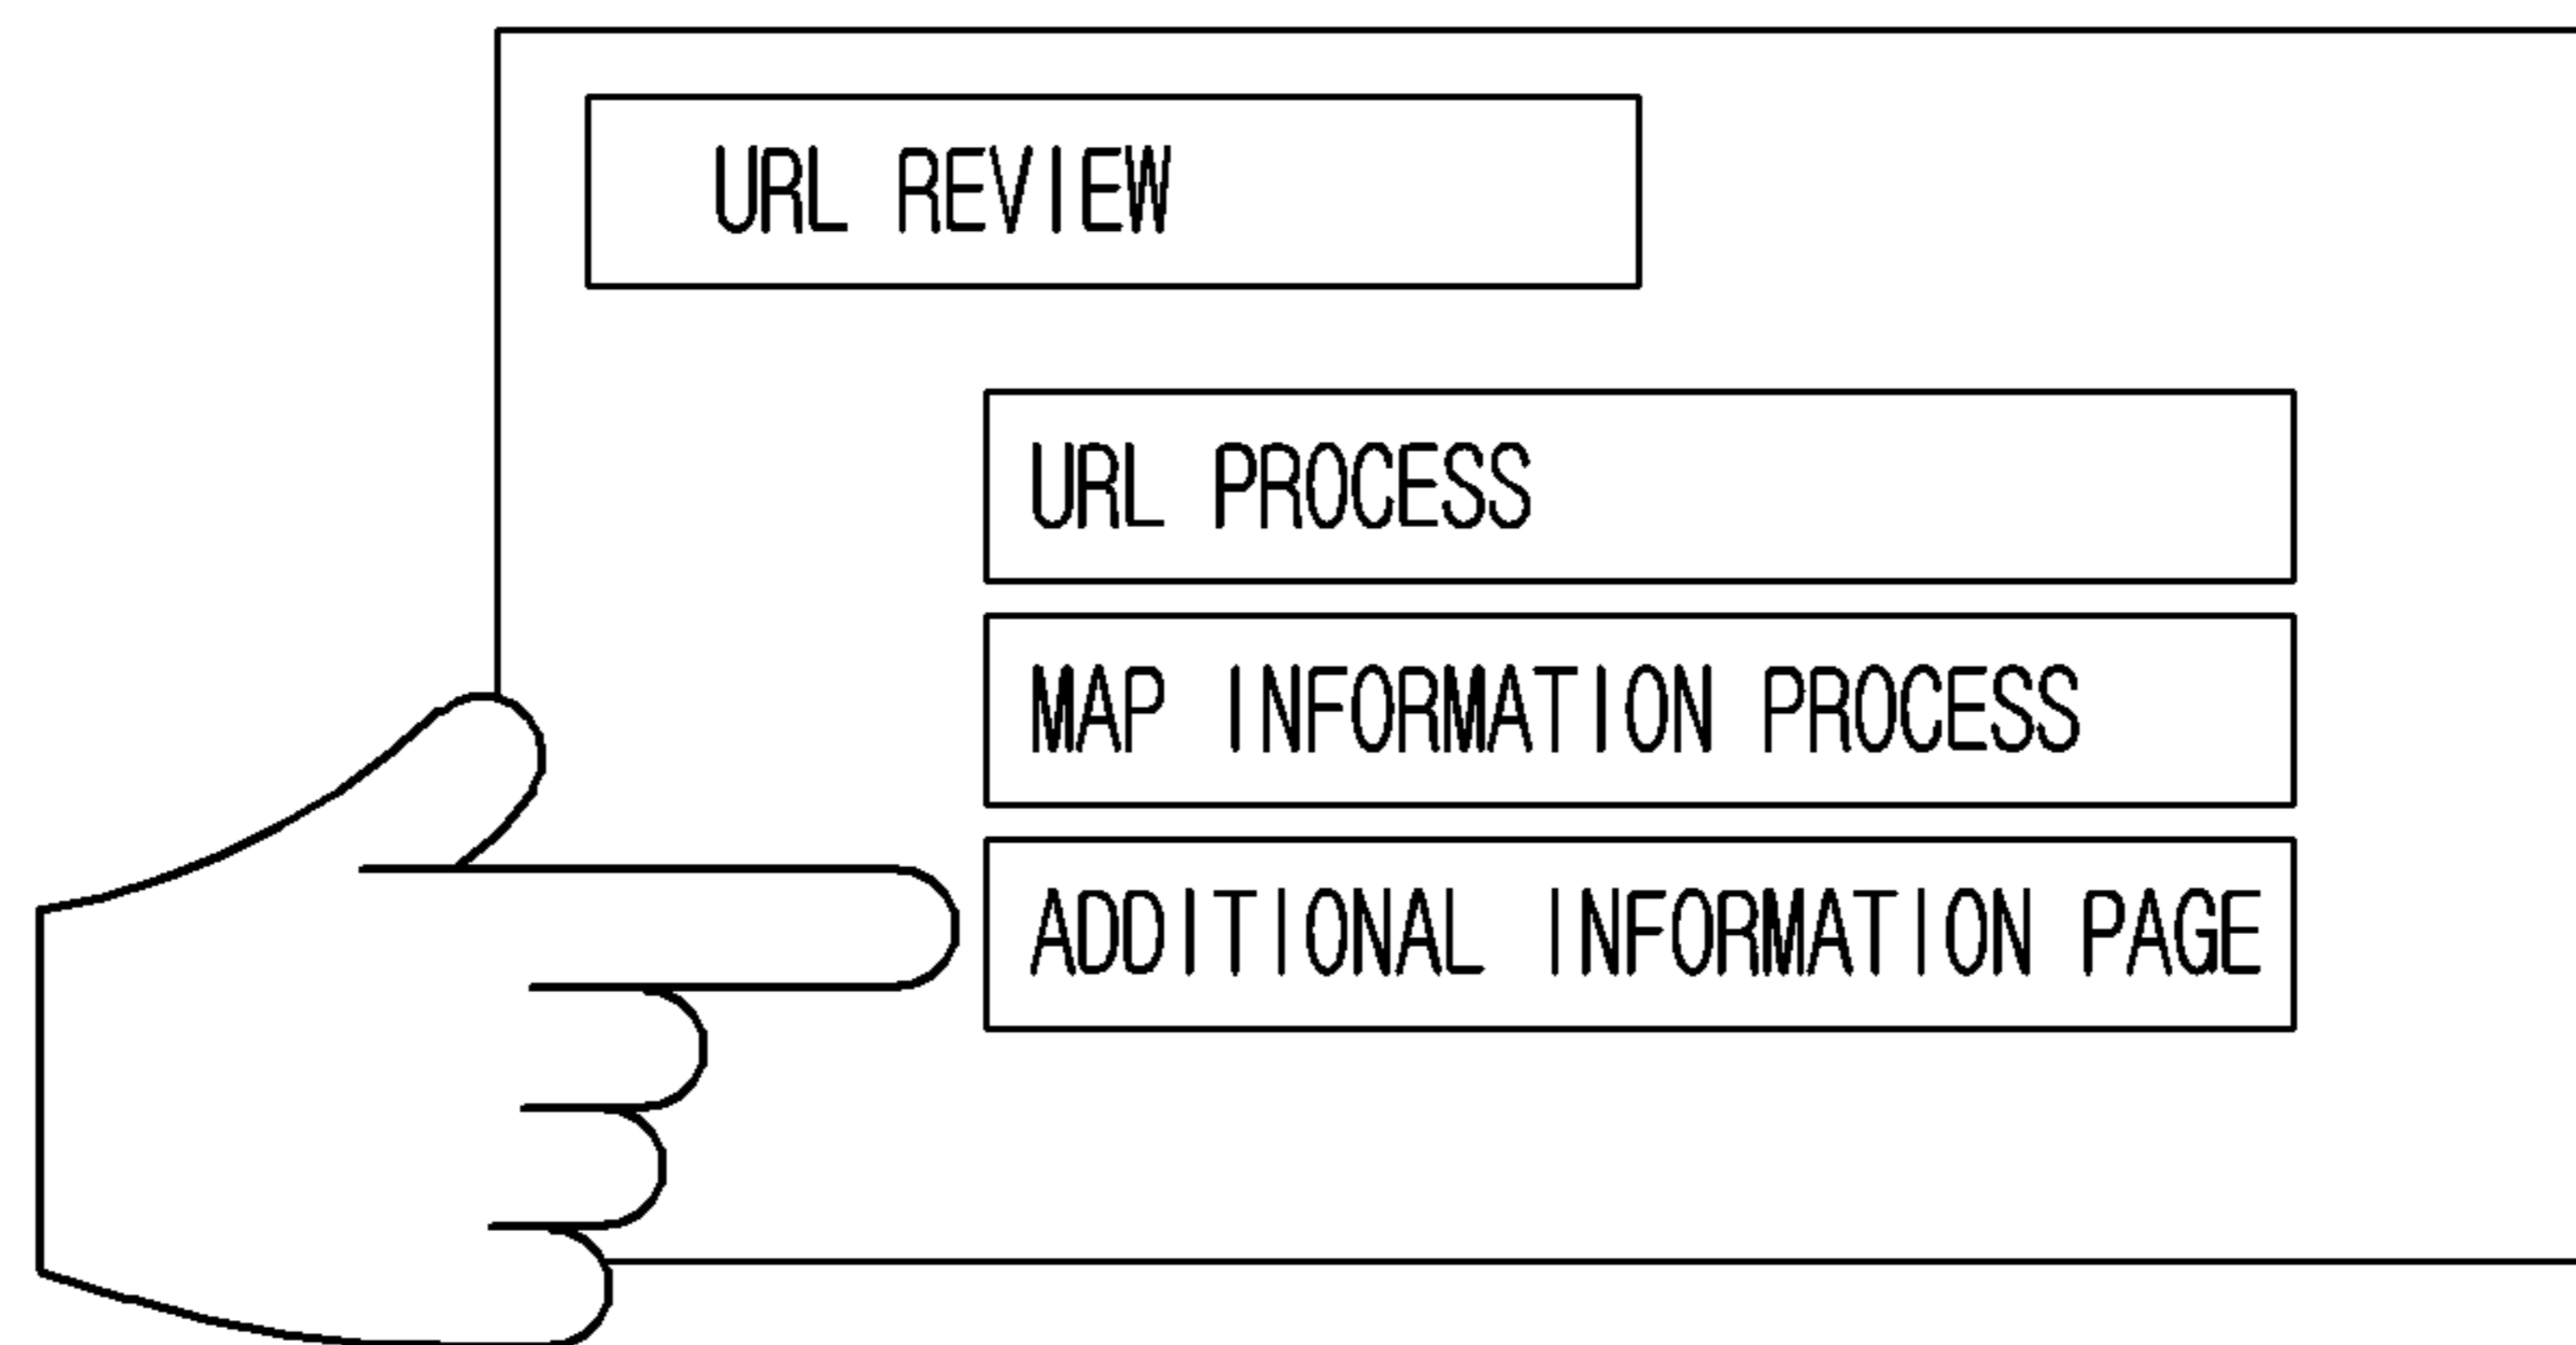 URL REVIEW
URL PROCESS
MAP INFORMATION PROCESS
ADDITIONAL INFORMATION PAGE